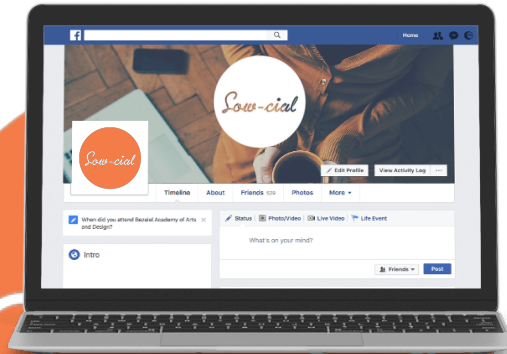 f
Home
Sow-cial
Sow-cial
Edit Profile
View Activity Log
Timeline
About
Friends 529
Photos
More
When did you attend Bezalel Academy of Arts
and Design?
Status
Photo/Video
Live Video
Life Event
What's on your mind?
Intro
Friends
Post